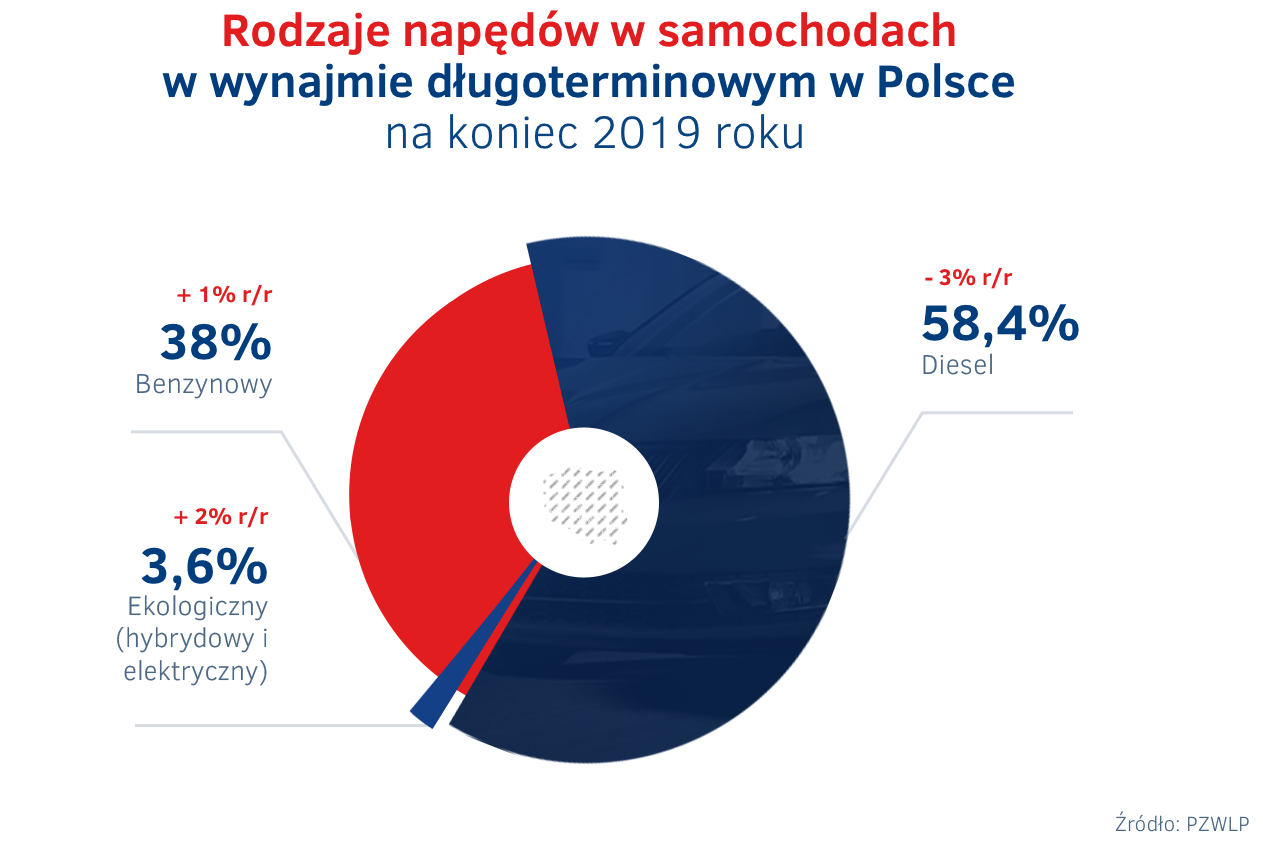 Rodzaje napędów w samochodach
w wynajmie długoterminowym w Polsce
na koniec 2019 roku
+ 1% r/r
38%
Benzynowy
- 3% r/r
58,4%
Diesel
+ 2% r/r
3,6%
Ekologiczny
(hybrydowy i
elektryczny)
Źródło: PZWLP